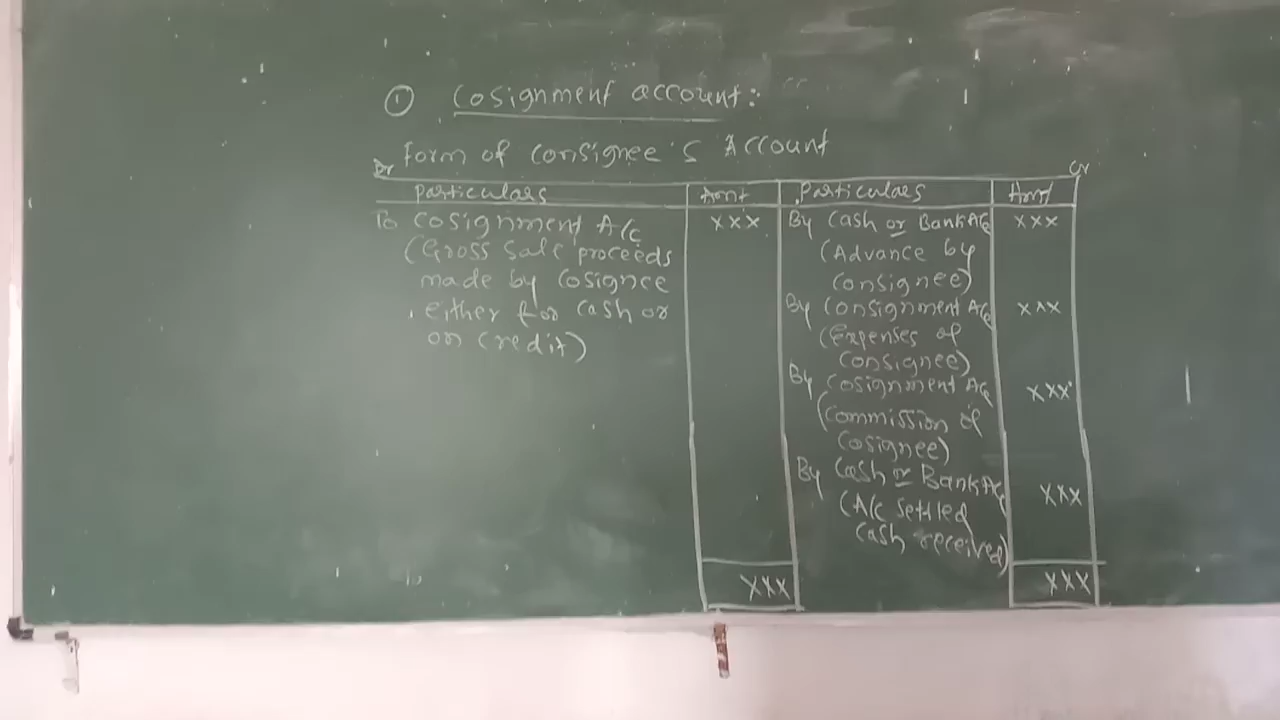 ① Cosignment account:
Form of Consignee's Account
Dr Cr
Particulars Amt Particulars Amt
To Cosignment A/c xxx
(Gross sale proceeds
made by Cosignee
either for cash or
on credit)
xxx
By Cash or Bank A/c xxx
(Advance by
Consignee)
By Consignment A/c xxx
(Expenses of
Consignee)
By Cosignment A/c xxx
(Commission of
Cosignee)
By Cash or Bank A/c xxx
(A/c settled
Cash received)
xxx